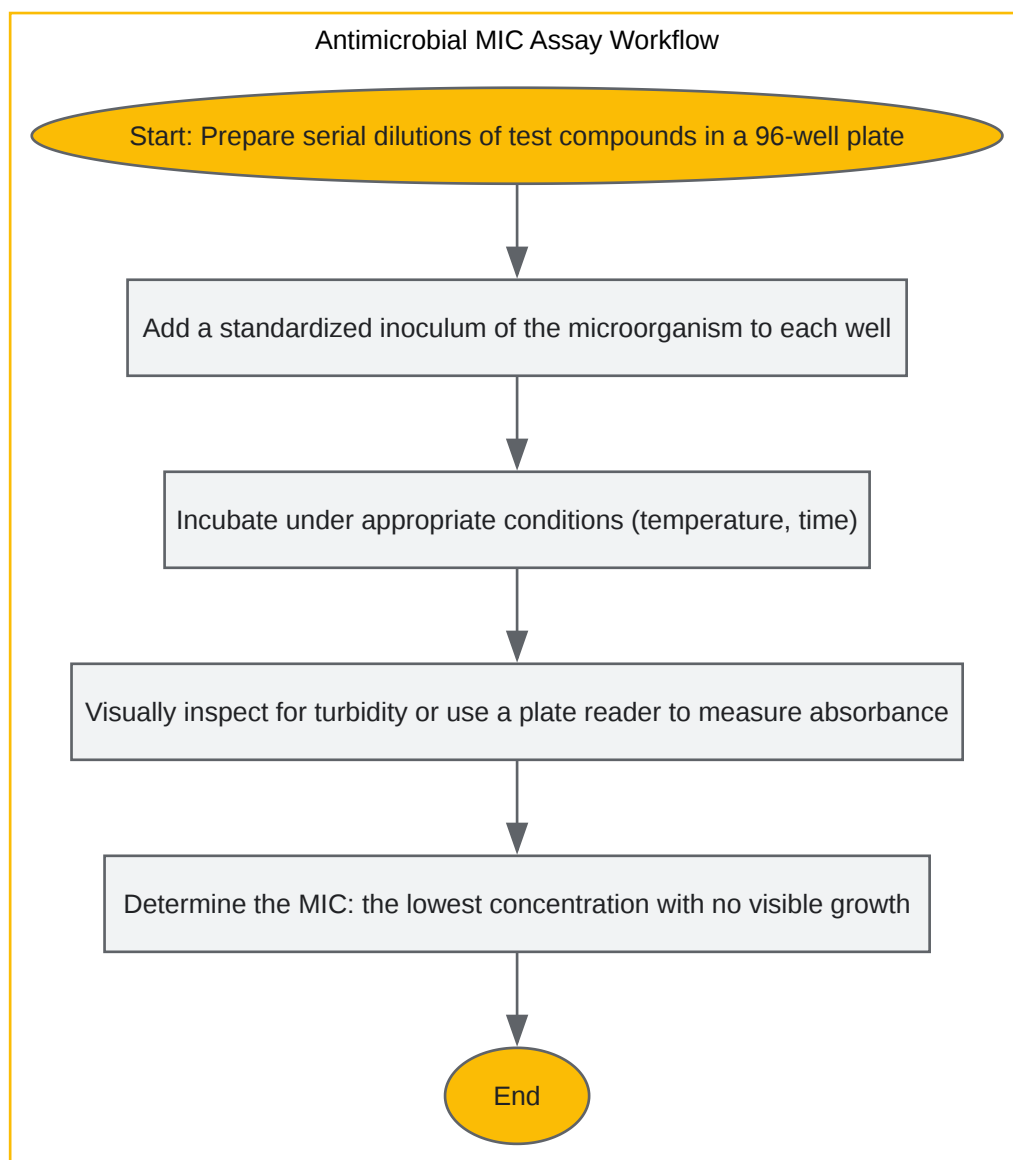 Antimicrobial MIC Assay Workflow
Start: Prepare serial dilutions of test compounds in a 96-well plate
Add a standardized inoculum of the microorganism to each well
Incubate under appropriate conditions (temperature, time)
Visually inspect for turbidity or use a plate reader to measure absorbance
Determine the MIC: the lowest concentration with no visible growth
End